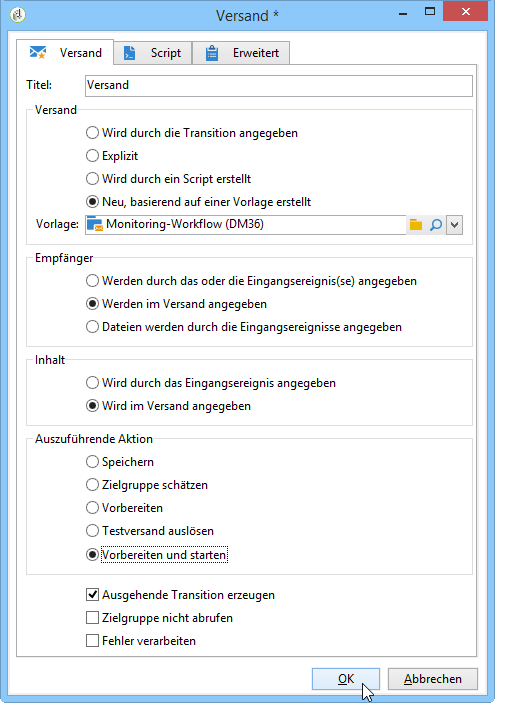 Versand *
Versand Script Erweitert
Titel: Versand
Versand
Wird durch die Transition angegeben
Explizit
Wird durch ein Script erstellt
Neu, basierend auf einer Vorlage erstellt
Vorlage: Monitoring-Workflow (DM36)
Empfänger
Werden durch das oder die Eingangsereignis(se) angegeben
Werden im Versand angegeben
Dateien werden durch die Eingangsereignisse angegeben
Inhalt
Wird durch das Eingangsereignis angegeben
Wird im Versand angegeben
Auszuführende Aktion
Speichern
Zielgruppe schätzen
Vorbereiten
Testversand auslösen
Vorbereiten und starten
Ausgehende Transition erzeugen
Zielgruppe nicht abrufen
Fehler verarbeiten
OK Abbrechen